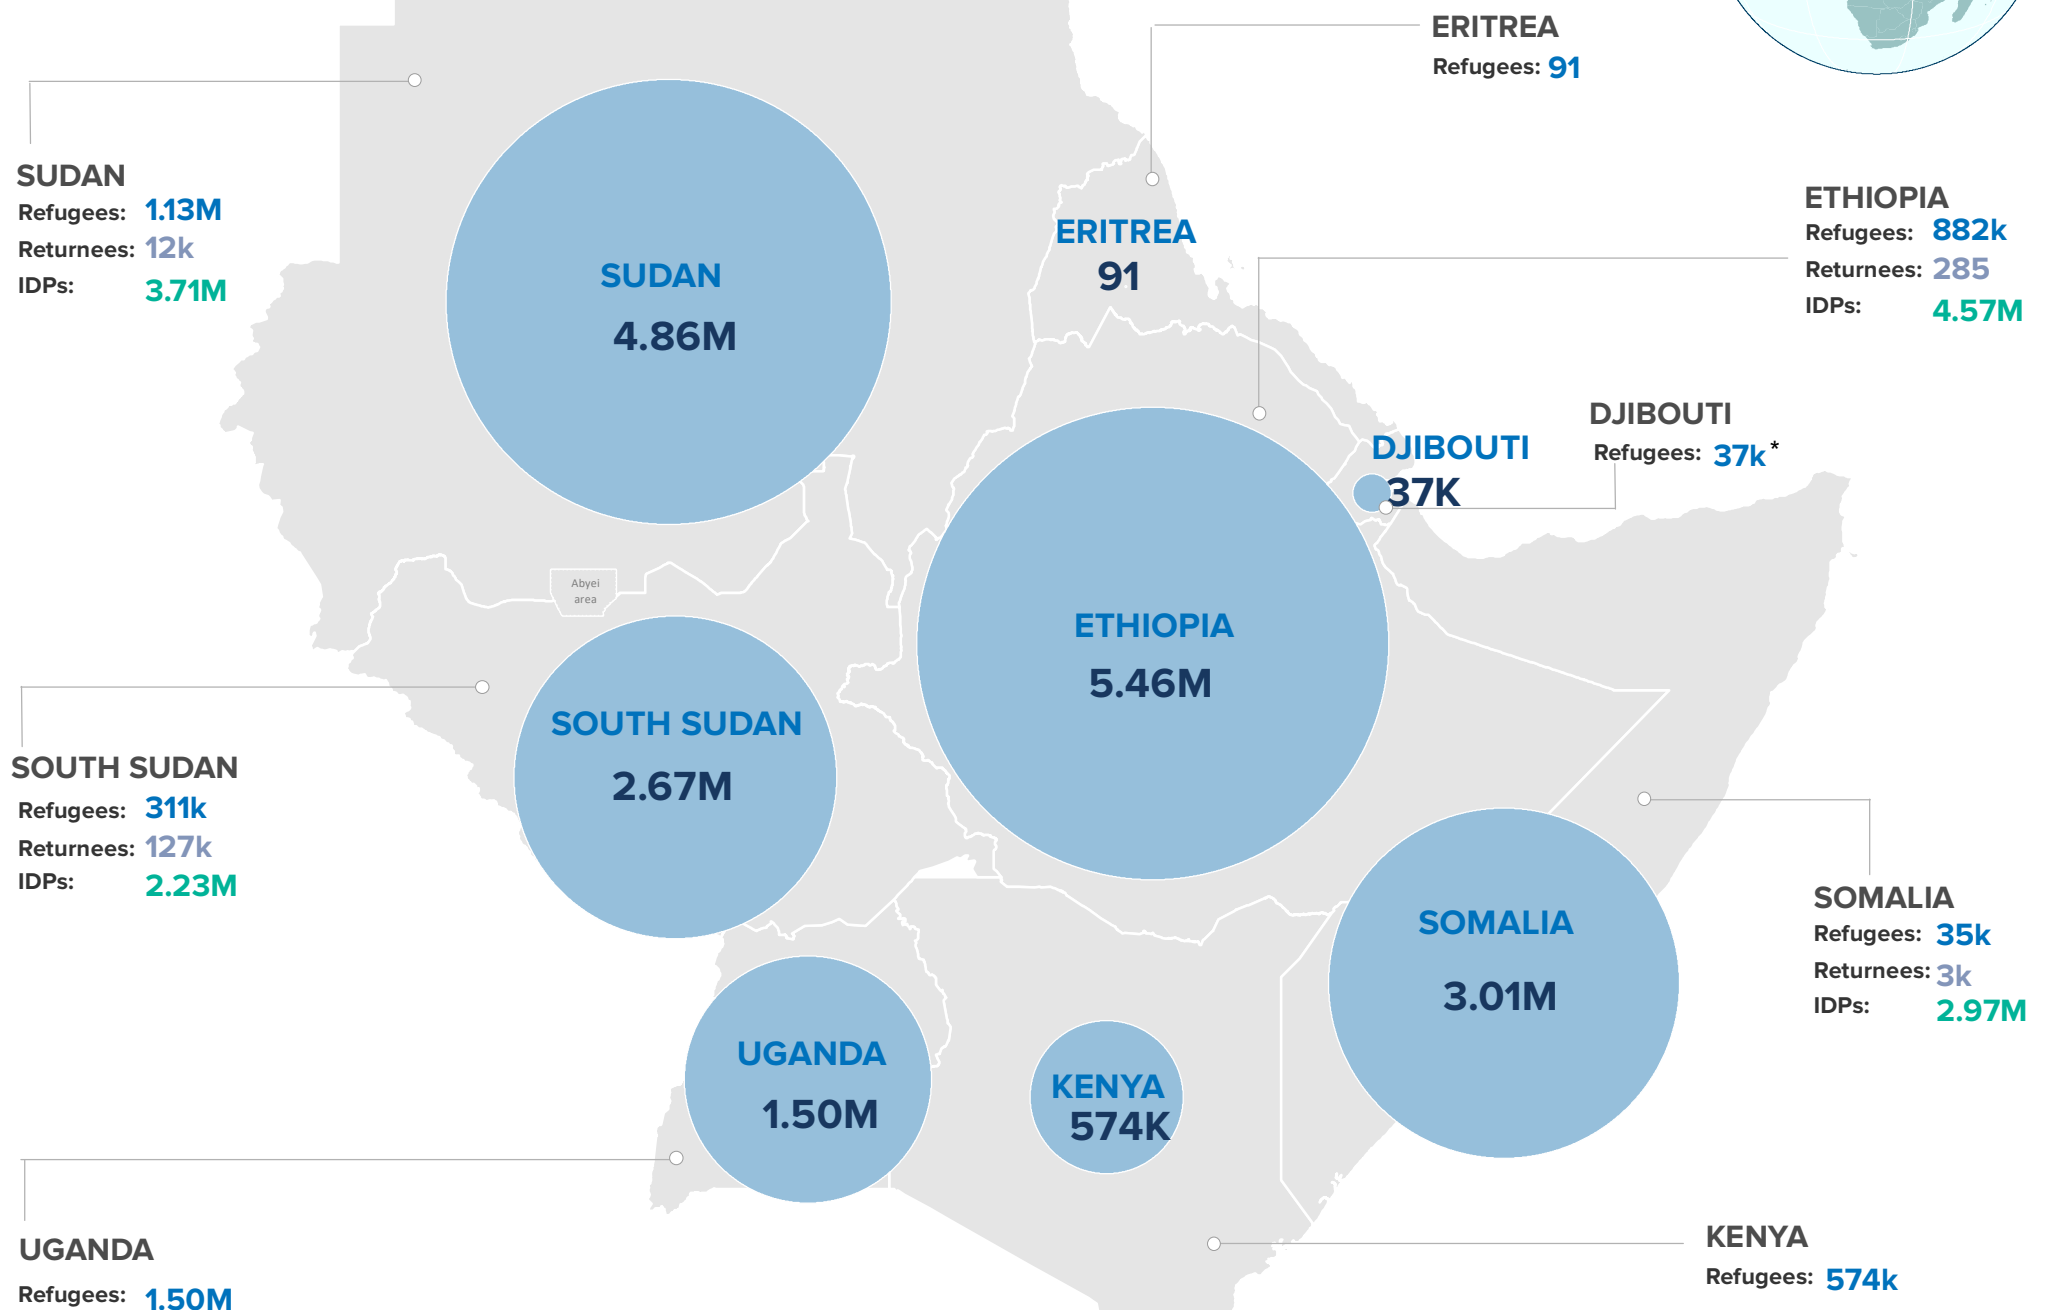 ERITREA
Refugees: 91
SUDAN
Refugees: 1.13M
Returnees: 12k
IDPs: 3.71M
ETHIOPIA
Refugees: 882k
Returnees: 285
IDPs: 4.57M
ERITREA
91
SUDAN
4.86M
DJIBOUTI
Refugees: 37k*
DJIBOUTI
37K
Abyei
area
ETHIOPIA
5.46M
SOUTH SUDAN
2.67M
SOUTH SUDAN
Refugees: 311k
Returnees: 127k
IDPs: 2.23M
SOMALIA
Refugees: 35k
Returnees: 3k
IDPs: 2.97M
SOMALIA
3.01M
UGANDA
1.50M
KENYA
574K
UGANDA
Refugees: 1.50M
KENYA
Refugees: 574k